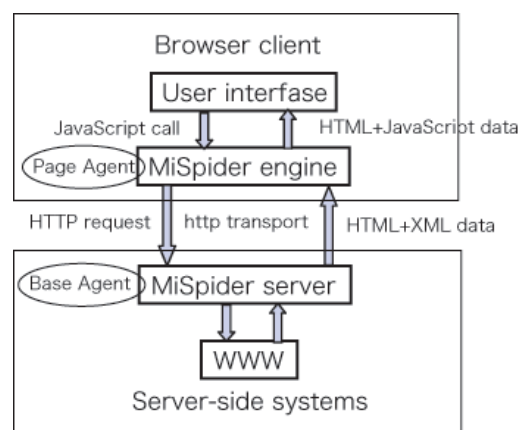 Browser client
User interfase
JavaScript call
HTML+JavaScript data
Page Agent
MiSpider engine
HTTP request
http transport
HTML+XML data
Base Agent
MiSpider server
WWW
Server-side systems